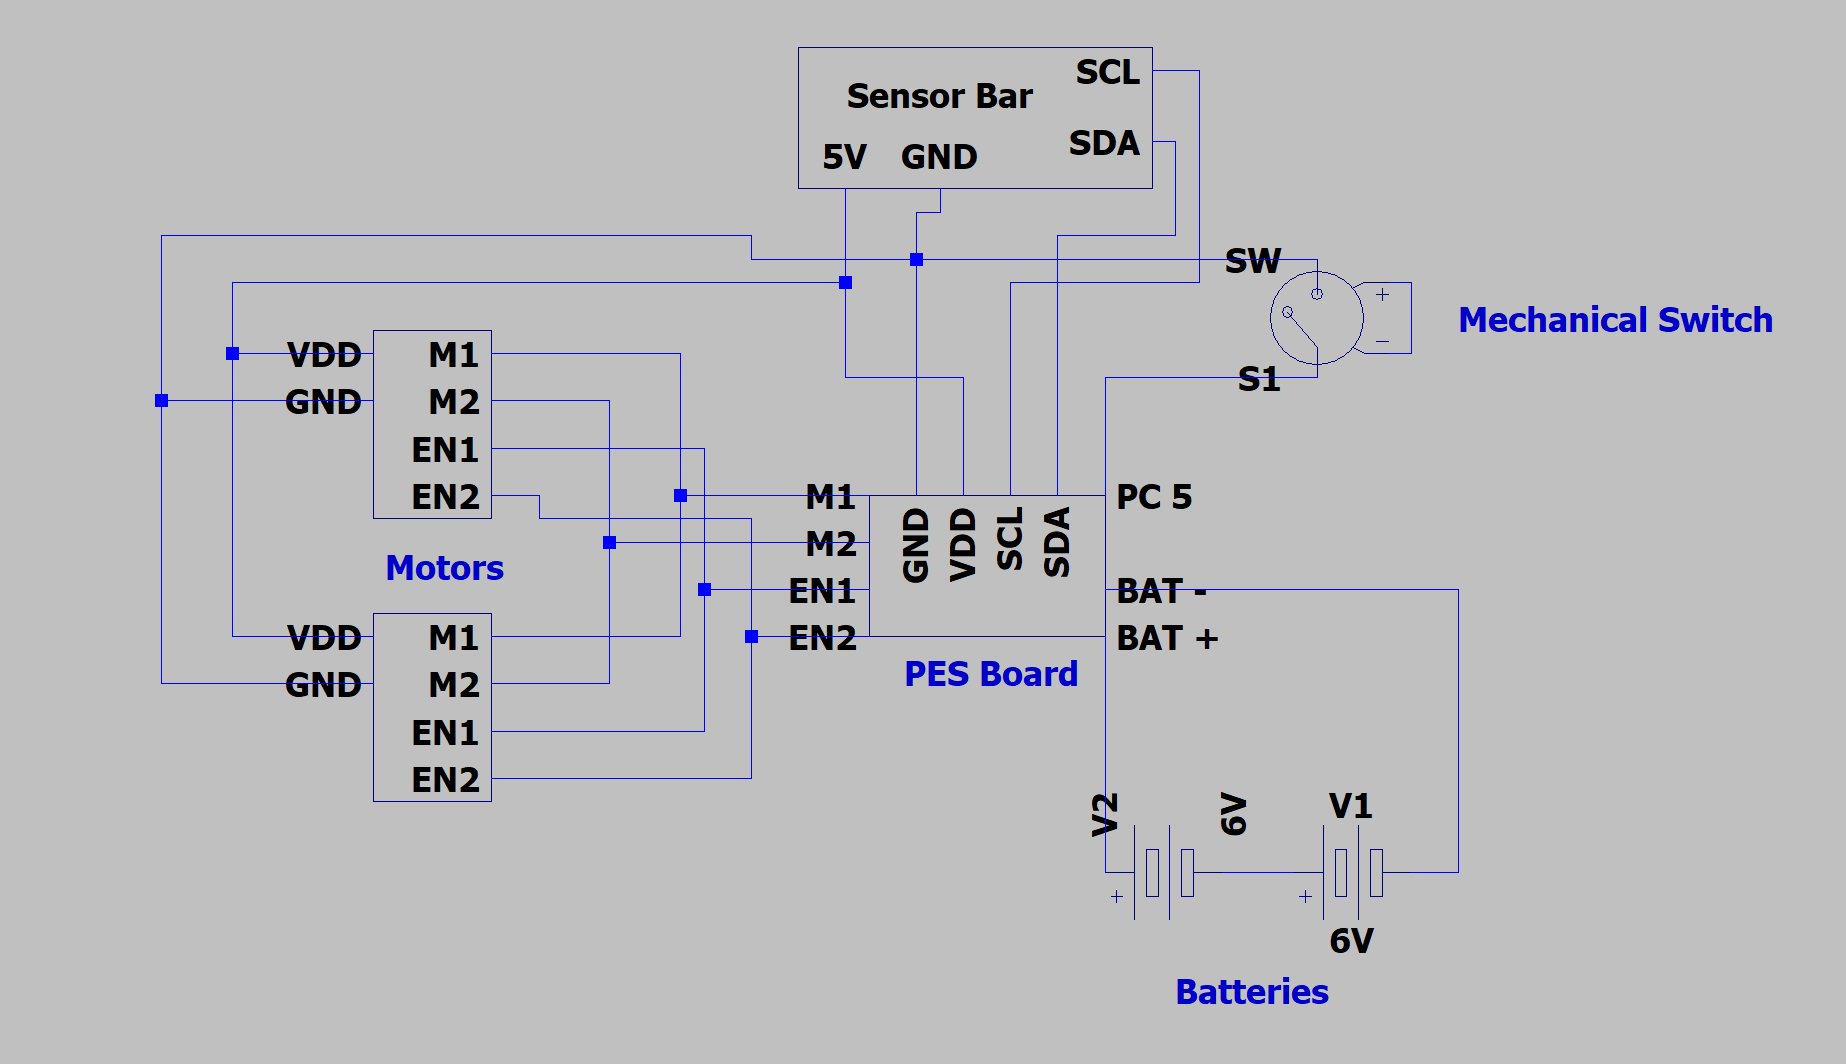 SCL
Sensor Bar
SDA
5V GND
SW
+
Mechanical Switch
−
S1
VDD M1
GND M2
EN1
EN2
Motors
VDD M1
GND M2
EN1
EN2
M1
M2
EN1
EN2
GND
VDD
SCL
SDA
PC 5
BAT -
BAT +
PES Board
V2
6V
V1
+
+
6V
Batteries